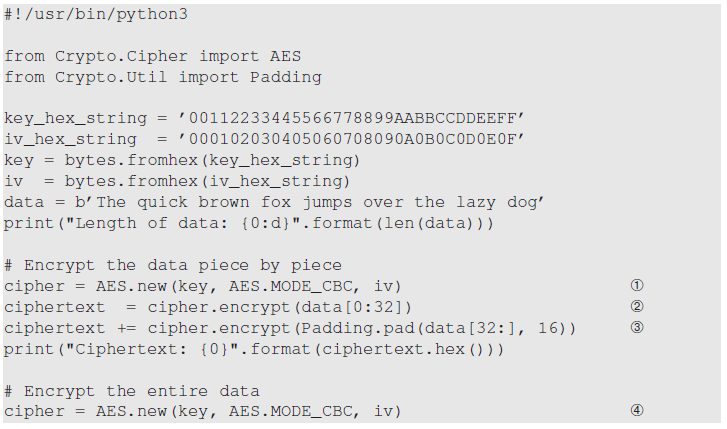 #!/usr/bin/python3
from Crypto.Cipher import AES
from Crypto.Util import Padding
key_hex_string = ’00112233445566778899AABBCCDDEEFF’
iv_hex_string  = ’000102030405060708090A0B0C0D0E0F’
key = bytes.fromhex(key_hex_string)
iv  = bytes.fromhex(iv_hex_string)
data = b’The quick brown fox jumps over the lazy dog’
print("Length of data: {0:d}".format(len(data)))
# Encrypt the data piece by piece
cipher = AES.new(key, AES.MODE_CBC, iv) ①
ciphertext  = cipher.encrypt(data[0:32]) ②
ciphertext += cipher.encrypt(Padding.pad(data[32:], 16)) ③
print("Ciphertext: {0}".format(ciphertext.hex()))
# Encrypt the entire data
cipher = AES.new(key, AES.MODE_CBC, iv) ④